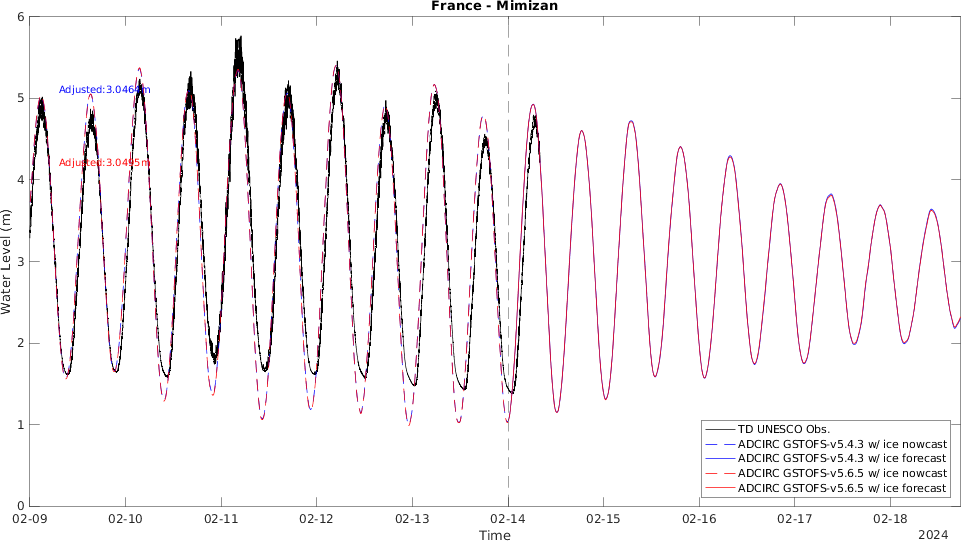 France - Mimizan
Water Level (m)
6
5
4
3
2
1
0
Adjusted:3.0464m
Adjusted:3.0495m
TD UNESCO Obs.
ADCIRC GSTOFS-v5.4.3 w/ ice nowcast
ADCIRC GSTOFS-v5.4.3 w/ ice forecast
ADCIRC GSTOFS-v5.6.5 w/ ice nowcast
ADCIRC GSTOFS-v5.6.5 w/ ice forecast
02-09 02-10 02-11 02-12 02-13 02-14 02-15 02-16 02-17 02-18
Time
2024